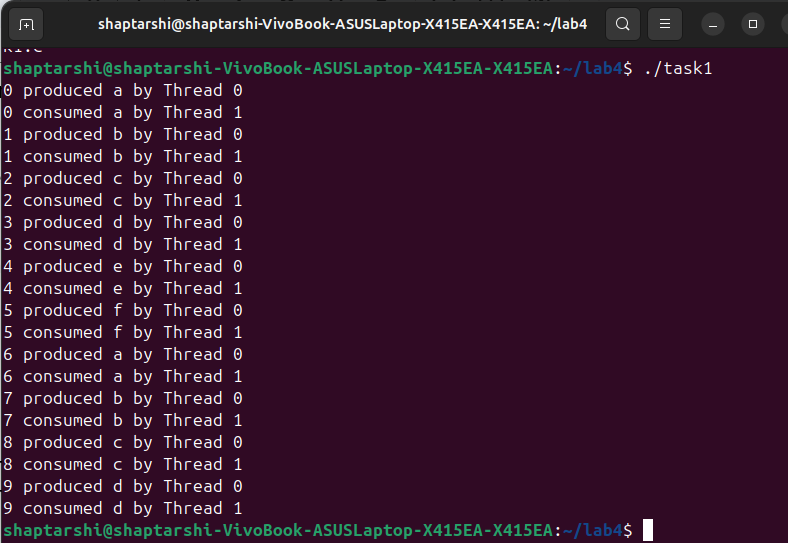 shaptarshi@shaptarshi-VivoBook-ASUSLaptop-X415EA-X415EA: ~/lab4
shaptarshi@shaptarshi-VivoBook-ASUSLaptop-X415EA-X415EA:~/lab4$ ./task1
0 produced a by Thread 0
0 consumed a by Thread 1
1 produced b by Thread 0
1 consumed b by Thread 1
2 produced c by Thread 0
2 consumed c by Thread 1
3 produced d by Thread 0
3 consumed d by Thread 1
4 produced e by Thread 0
4 consumed e by Thread 1
5 produced f by Thread 0
5 consumed f by Thread 1
6 produced a by Thread 0
6 consumed a by Thread 1
7 produced b by Thread 0
7 consumed b by Thread 1
8 produced c by Thread 0
8 consumed c by Thread 1
9 produced d by Thread 0
9 consumed d by Thread 1
shaptarshi@shaptarshi-VivoBook-ASUSLaptop-X415EA-X415EA:~/lab4$